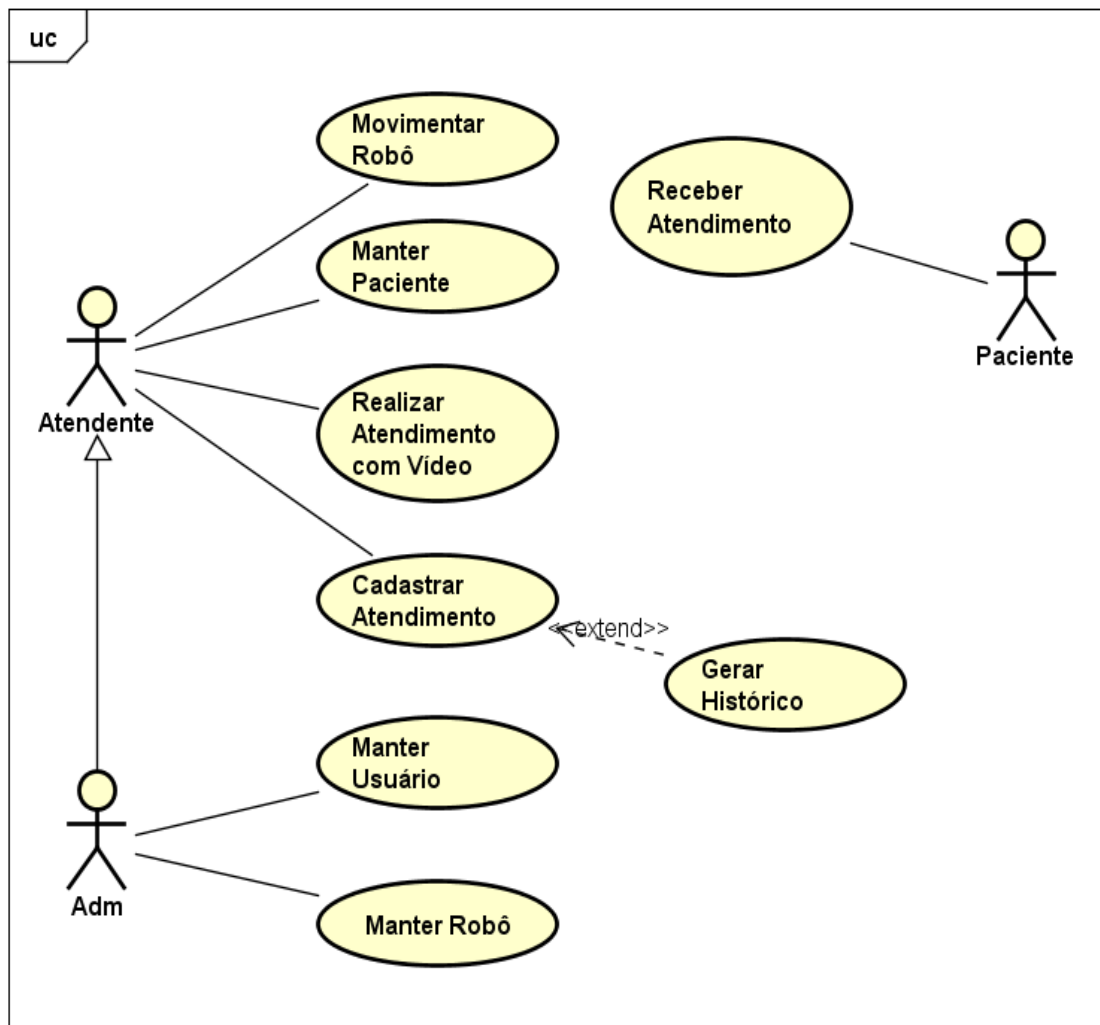 uc
Movimentar
Robô
Receber
Atendimento
Manter
Paciente
Paciente
Atendente
Realizar
Atendimento
com Vídeo
Cadastrar
Atendimento
<<extend>>
Gerar
Histórico
Manter
Usuário
Adm
Manter Robô